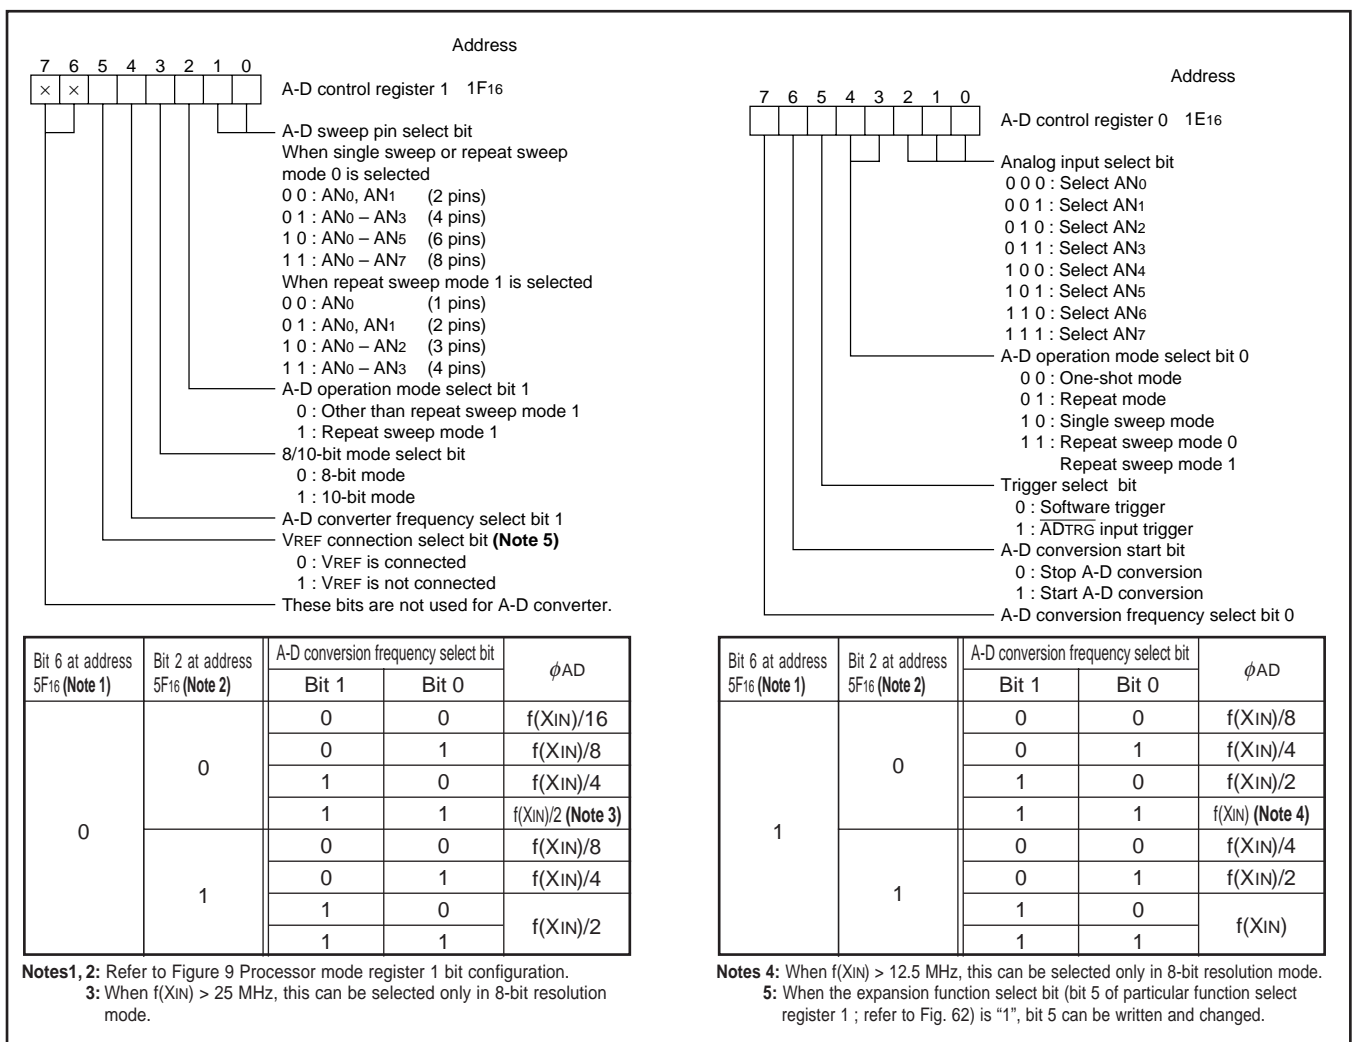 Address
7 6 5 4 3 2 1 0
× ×
A-D control register 1 1F16
A-D sweep pin select bit
When single sweep or repeat sweep
mode 0 is selected
0 0 : AN0, AN1 (2 pins)
0 1 : AN0 – AN3 (4 pins)
1 0 : AN0 – AN5 (6 pins)
1 1 : AN0 – AN7 (8 pins)
When repeat sweep mode 1 is selected
0 0 : AN0 (1 pins)
0 1 : AN0, AN1 (2 pins)
1 0 : AN0 – AN2 (3 pins)
1 1 : AN0 – AN3 (4 pins)
A-D operation mode select bit 1
0 : Other than repeat sweep mode 1
1 : Repeat sweep mode 1
8/10-bit mode select bit
0 : 8-bit mode
1 : 10-bit mode
A-D converter frequency select bit 1
VREF connection select bit (Note 5)
0 : VREF is connected
1 : VREF is not connected
These bits are not used for A-D converter.
Bit 6 at address 5F16 (Note 1) Bit 2 at address 5F16 (Note 2) A-D conversion frequency select bit ϕAD
Bit 1 Bit 0
0 0 0 0 f(XIN)/16
0 1 f(XIN)/8
1 0 f(XIN)/4
1 1 f(XIN)/2 (Note 3)
1 0 0 f(XIN)/8
0 1 f(XIN)/4
1 0 f(XIN)/2
1 1
Notes1, 2: Refer to Figure 9 Processor mode register 1 bit configuration.
3: When f(XIN) > 25 MHz, this can be selected only in 8-bit resolution
mode.
Address
7 6 5 4 3 2 1 0
A-D control register 0 1E16
Analog input select bit
0 0 0 : Select AN0
0 0 1 : Select AN1
0 1 0 : Select AN2
0 1 1 : Select AN3
1 0 0 : Select AN4
1 0 1 : Select AN5
1 1 0 : Select AN6
1 1 1 : Select AN7
A-D operation mode select bit 0
0 0 : One-shot mode
0 1 : Repeat mode
1 0 : Single sweep mode
1 1 : Repeat sweep mode 0
Repeat sweep mode 1
Trigger select bit
0 : Software trigger
1 : ADTRG input trigger
A-D conversion start bit
0 : Stop A-D conversion
1 : Start A-D conversion
A-D conversion frequency select bit 0
Bit 6 at address 5F16 (Note 1) Bit 2 at address 5F16 (Note 2) A-D conversion frequency select bit ϕAD
Bit 1 Bit 0
1 0 0 0 f(XIN)/8
0 1 f(XIN)/4
1 0 f(XIN)/2
1 1 f(XIN) (Note 4)
1 0 0 f(XIN)/4
0 1 f(XIN)/2
1 0 f(XIN)
1 1
Notes 4: When f(XIN) > 12.5 MHz, this can be selected only in 8-bit resolution mode.
5: When the expansion function select bit (bit 5 of particular function select
register 1 ; refer to Fig. 62) is “1”, bit 5 can be written and changed.